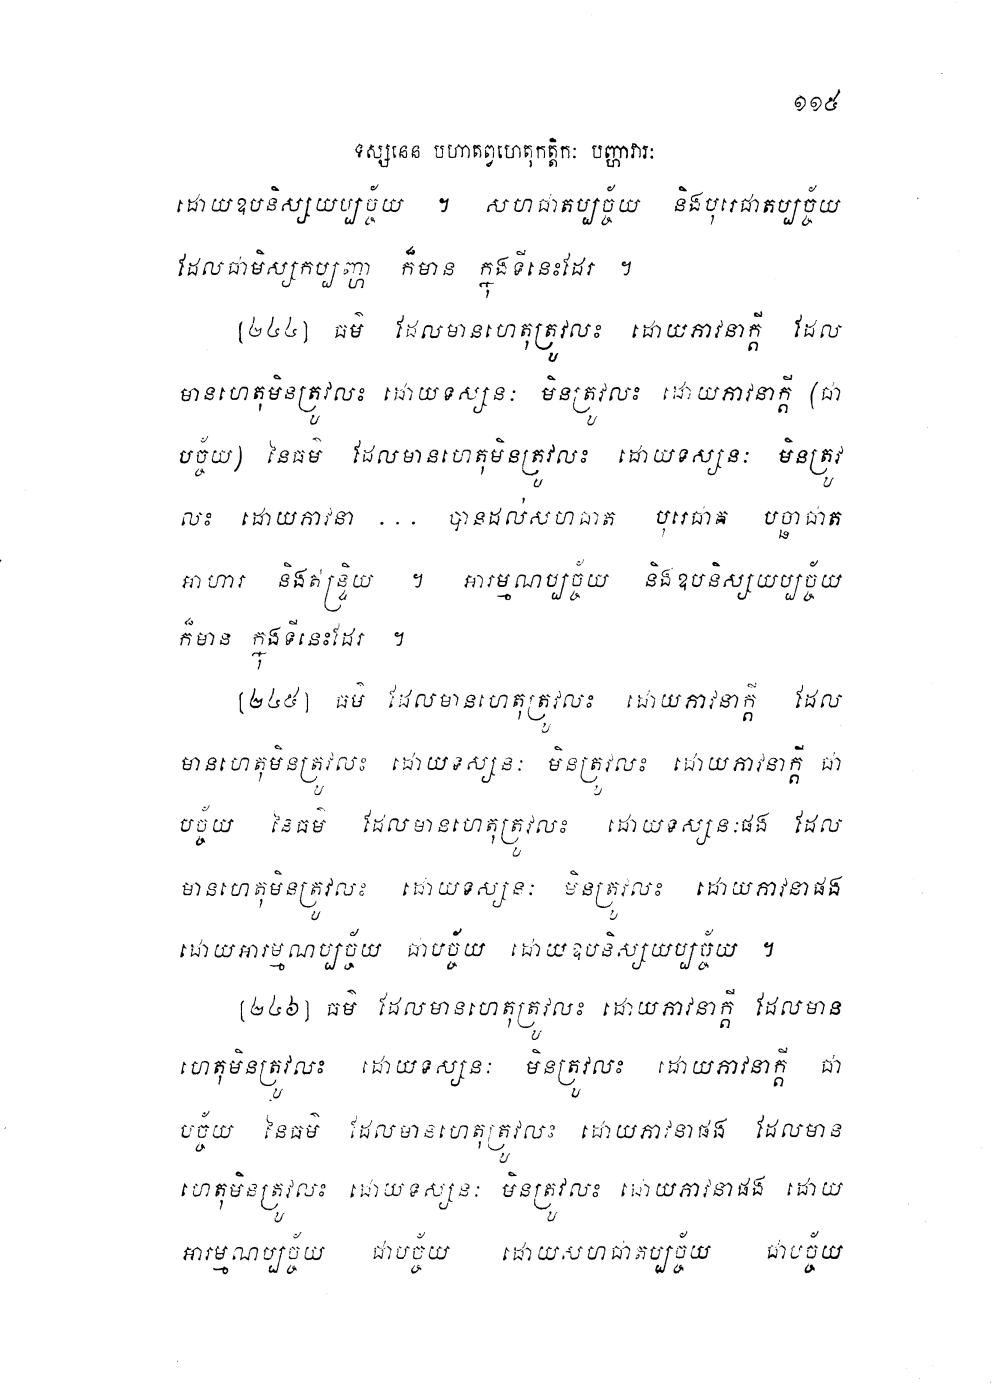 ១១៥
ទស្សនេន បហាតព្វហេតុកត្តិកៈ បញ្ហាវារៈ
ដោយឧបនិស្សយប្បច្ច័យ ។ សហជាតប្បច្ច័យ និងបុរេជាតប្បច្ច័យ
ដែលជាមិស្សកប្បញ្ហា ក៏មាន ក្នុងទីនេះដែរ ។
[២៤៤] ធម៌ ដែលមានហេតុត្រូវលះ ដោយភាវនាក្តី ដែល
មានហេតុមិនត្រូវលះ ដោយទស្សនៈ មិនត្រូវលះ ដោយភាវនាក្តី (ជា
បច្ច័យ) នៃធម៌ ដែលមានហេតុមិនត្រូវលះ ដោយទស្សនៈ មិនត្រូវ
លះ ដោយភាវនា ... បានដល់សហជាត បុរេជាត បច្ឆាជាត
អាហារ និងឥន្ទ្រិយ ។ អារម្មណប្បច្ច័យ និងឧបនិស្សយប្បច្ច័យ
ក៏មាន ក្នុងទីនេះដែរ ។
[២៤៥] ធម៌ ដែលមានហេតុត្រូវលះ ដោយភាវនាក្តី ដែល
មានហេតុមិនត្រូវលះ ដោយទស្សនៈ មិនត្រូវលះ ដោយភាវនាក្តី ជា
បច្ច័យ នៃធម៌ ដែលមានហេតុត្រូវលះ ដោយទស្សនៈផង ដែល
មានហេតុមិនត្រូវលះ ដោយទស្សនៈ មិនត្រូវលះ ដោយភាវនាផង
ដោយអារម្មណប្បច្ច័យ ជាបច្ច័យ ដោយឧបនិស្សយប្បច្ច័យ ។
[២៤៦] ធម៌ ដែលមានហេតុត្រូវលះ ដោយភាវនាក្តី ដែលមាន
ហេតុមិនត្រូវលះ ដោយទស្សនៈ មិនត្រូវលះ ដោយភាវនាក្តី ជា
បច្ច័យ នៃធម៌ ដែលមានហេតុត្រូវលះ ដោយភាវនាផង ដែលមាន
ហេតុមិនត្រូវលះ ដោយទស្សនៈ មិនត្រូវលះ ដោយភាវនាផង ដោយ
អារម្មណប្បច្ច័យ ជាបច្ច័យ ដោយសហជាតប្បច្ច័យ ជាបច្ច័យ